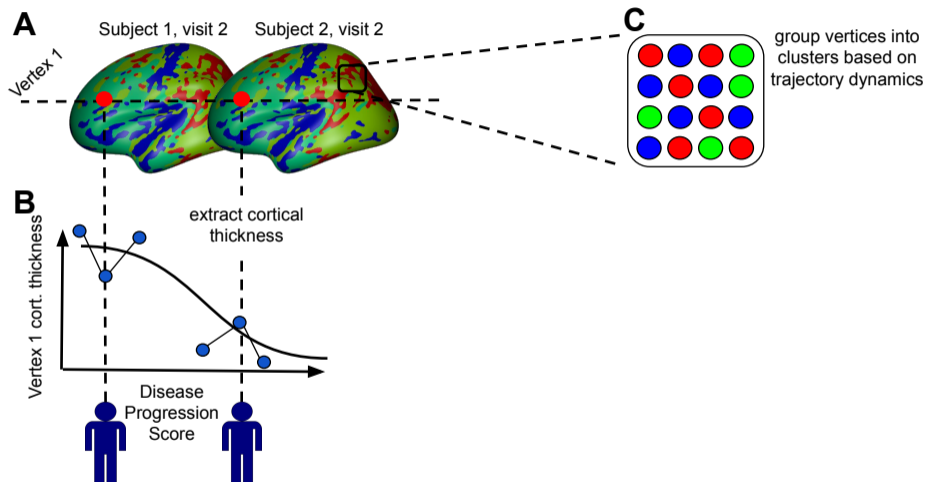 A
Subject 1, visit 2
Subject 2, visit 2
Vertex 1
C
group vertices into
clusters based on
trajectory dynamics
B
extract cortical
thickness
Vertex 1 cort. thickness
Disease
Progression
Score